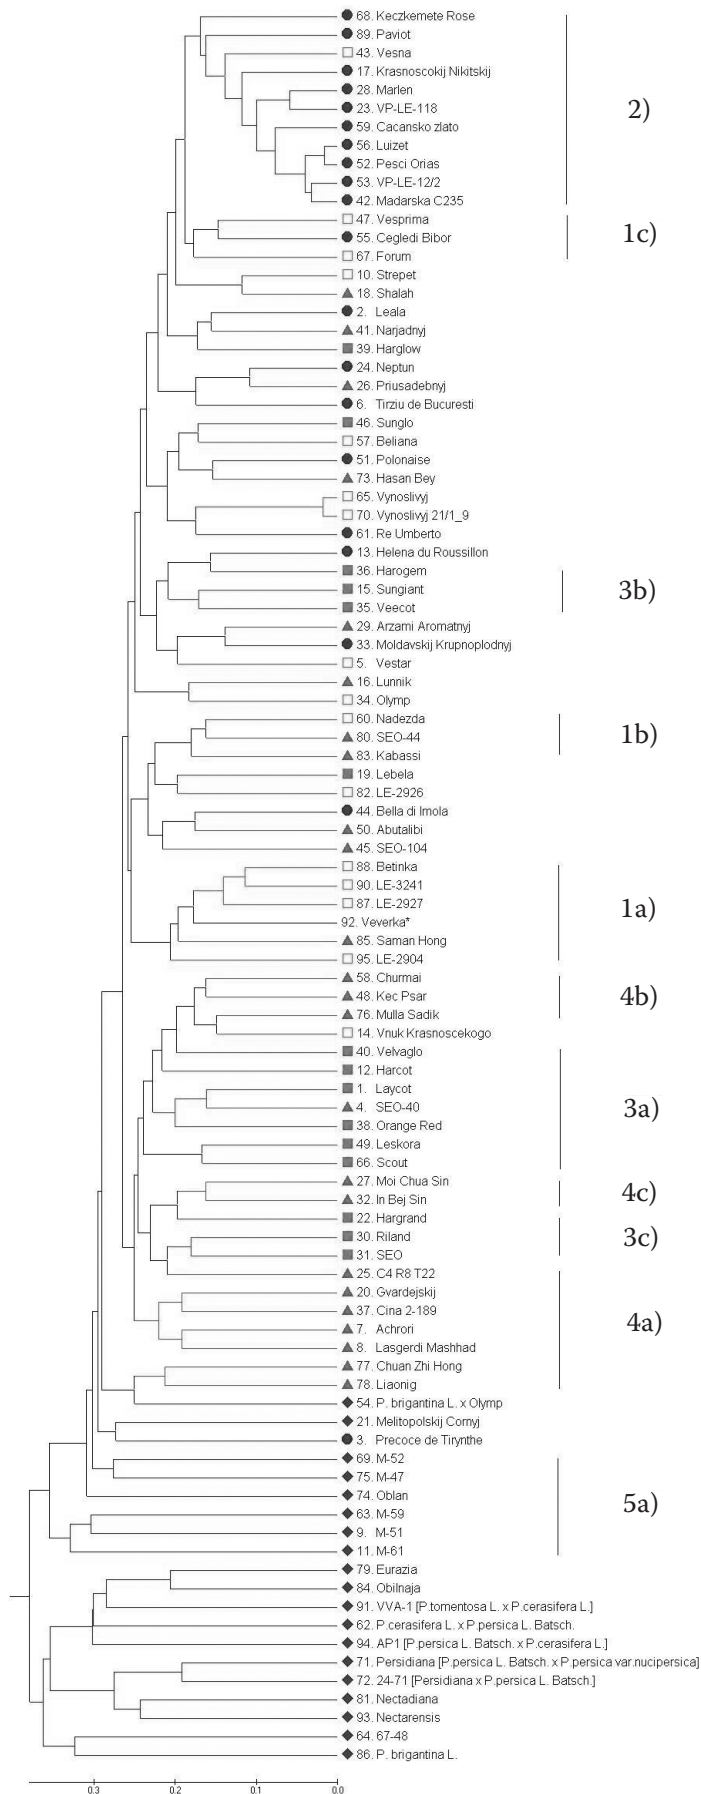 68. Keczkemete Rose
89. Paviot
43. Vesna
17. Krasnoscokij Nikitskij
28. Marlen
23. VP-LE-118
2)
59. Cacansko zlato
56. Luizet
52. Pesci Orias
53. VP-LE-12/2
42. Madarska C235
47. Vesprima
55. Cegledi Bibor
1c)
67. Forum
10. Strepet
18. Shalah
2. Leala
41. Narjadnyj
39. Harglow
24. Neptun
26. Priusadebnyj
6. Tirziu de Bucuresti
46. Sunglo
57. Beliana
51. Polonaise
73. Hasan Bey
65. Vynoslivyj
70. Vynoslivyj 21/1_9
61. Re Umberto
13. Helena du Roussillon
36. Harogem
15. Sungiant
3b)
35. Veecot
29. Arzami Aromatnyj
33. Moldavskij Krupnoplodnyj
5. Vestar
16. Lunnik
34. Olymp
60. Nadezda
80. SEO-44
1b)
83. Kabassi
19. Lebela
82. LE-2926
44. Bella di Imola
50. Abutalibi
45. SEO-104
88. Betinka
90. LE-3241
87. LE-2927
1a)
92. Veverka*
85. Saman Hong
95. LE-2904
58. Churmai
48. Kec Psar
4b)
76. Mulla Sadik
14. Vnuk Krasnoscekogo
40. Velvaglo
12. Harcot
1. Laycot
4. SEO-40
3a)
38. Orange Red
49. Leskora
66. Scout
27. Moi Chua Sin
4c)
32. In Bej Sin
22. Hargrand
30. Riland
3c)
31. SEO
25. C4 R8 T22
20. Gvardejskij
37. Cina 2-189
4a)
7. Achrori
8. Lasgerdi Mashhad
77. Chuan Zhi Hong
78. Liaonig
54. P. brigantina L. x Olymp
21. Melitopolskij Cornyj
3. Precoce de Tirynthe
69. M-52
75. M-47
74. Oblan
5a)
63. M-59
9. M-51
11. M-61
79. Eurazia
84. Obilnaja
91. VVA-1 [P.tomentosa L. x P.cerasifera L.]
62. P.cerasifera L. x P.persica L. Batsch.
94. AP1 [P.persica L. Batsch. x P.cerasifera L.]
71. Persidiana [P.persica L. Batsch. x P.persica var.nucipersica]
72. 24-71 [Persidiana x P.persica L. Batsch.]
81. Nectadiana
93. Nectarensis
64. 67-48
86. P. brigantina L.
0.3 0.2 0.1 0.0